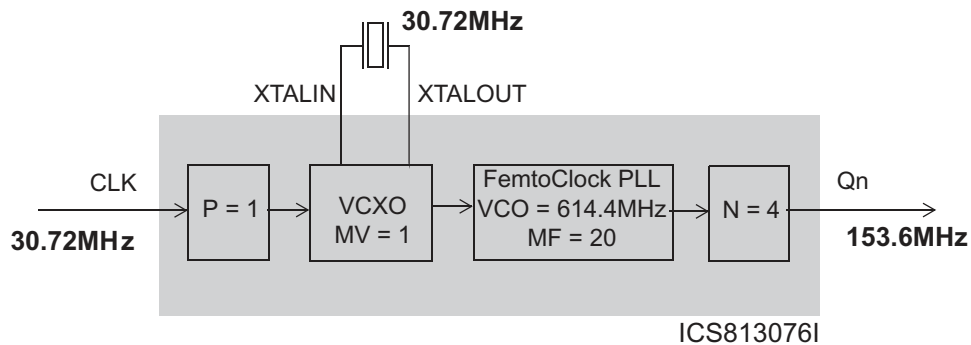 30.72MHz
XTALIN
XTALOUT
CLK
30.72MHz
P = 1
VCXO
MV = 1
FemtoClock PLL
VCO = 614.4MHz
MF = 20
N = 4
Qn
153.6MHz
ICS813076I